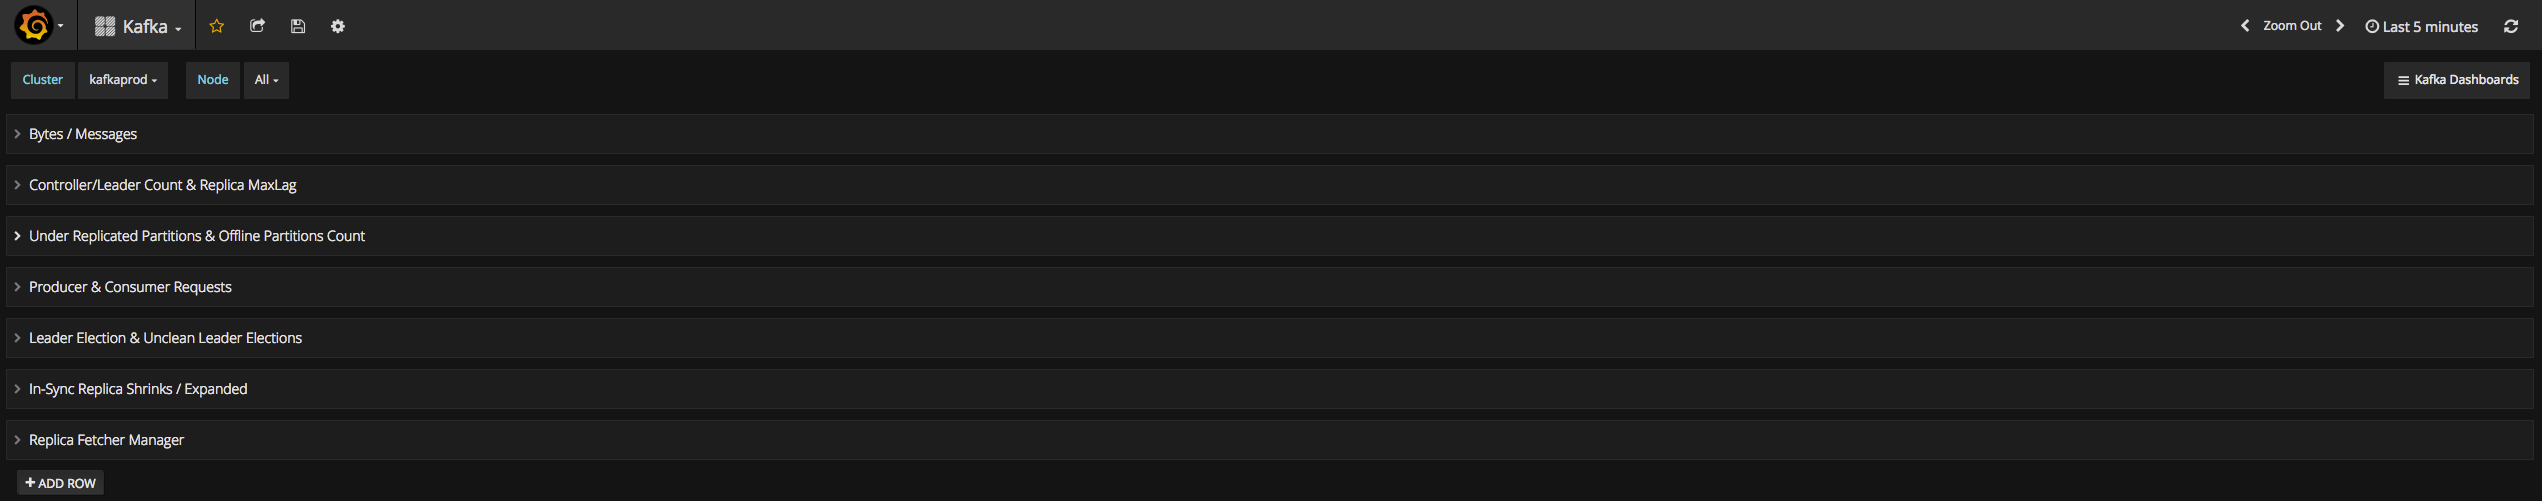 Kafka Zoom Out Last 5 minutes
Cluster kafkaprod Node All Kafka Dashboards
Bytes / Messages
Controller/Leader Count & Replica MaxLag
Under Replicated Partitions & Offline Partitions Count
Producer & Consumer Requests
Leader Election & Unclean Leader Elections
In-Sync Replica Shrinks / Expanded
Replica Fetcher Manager
+ ADD ROW